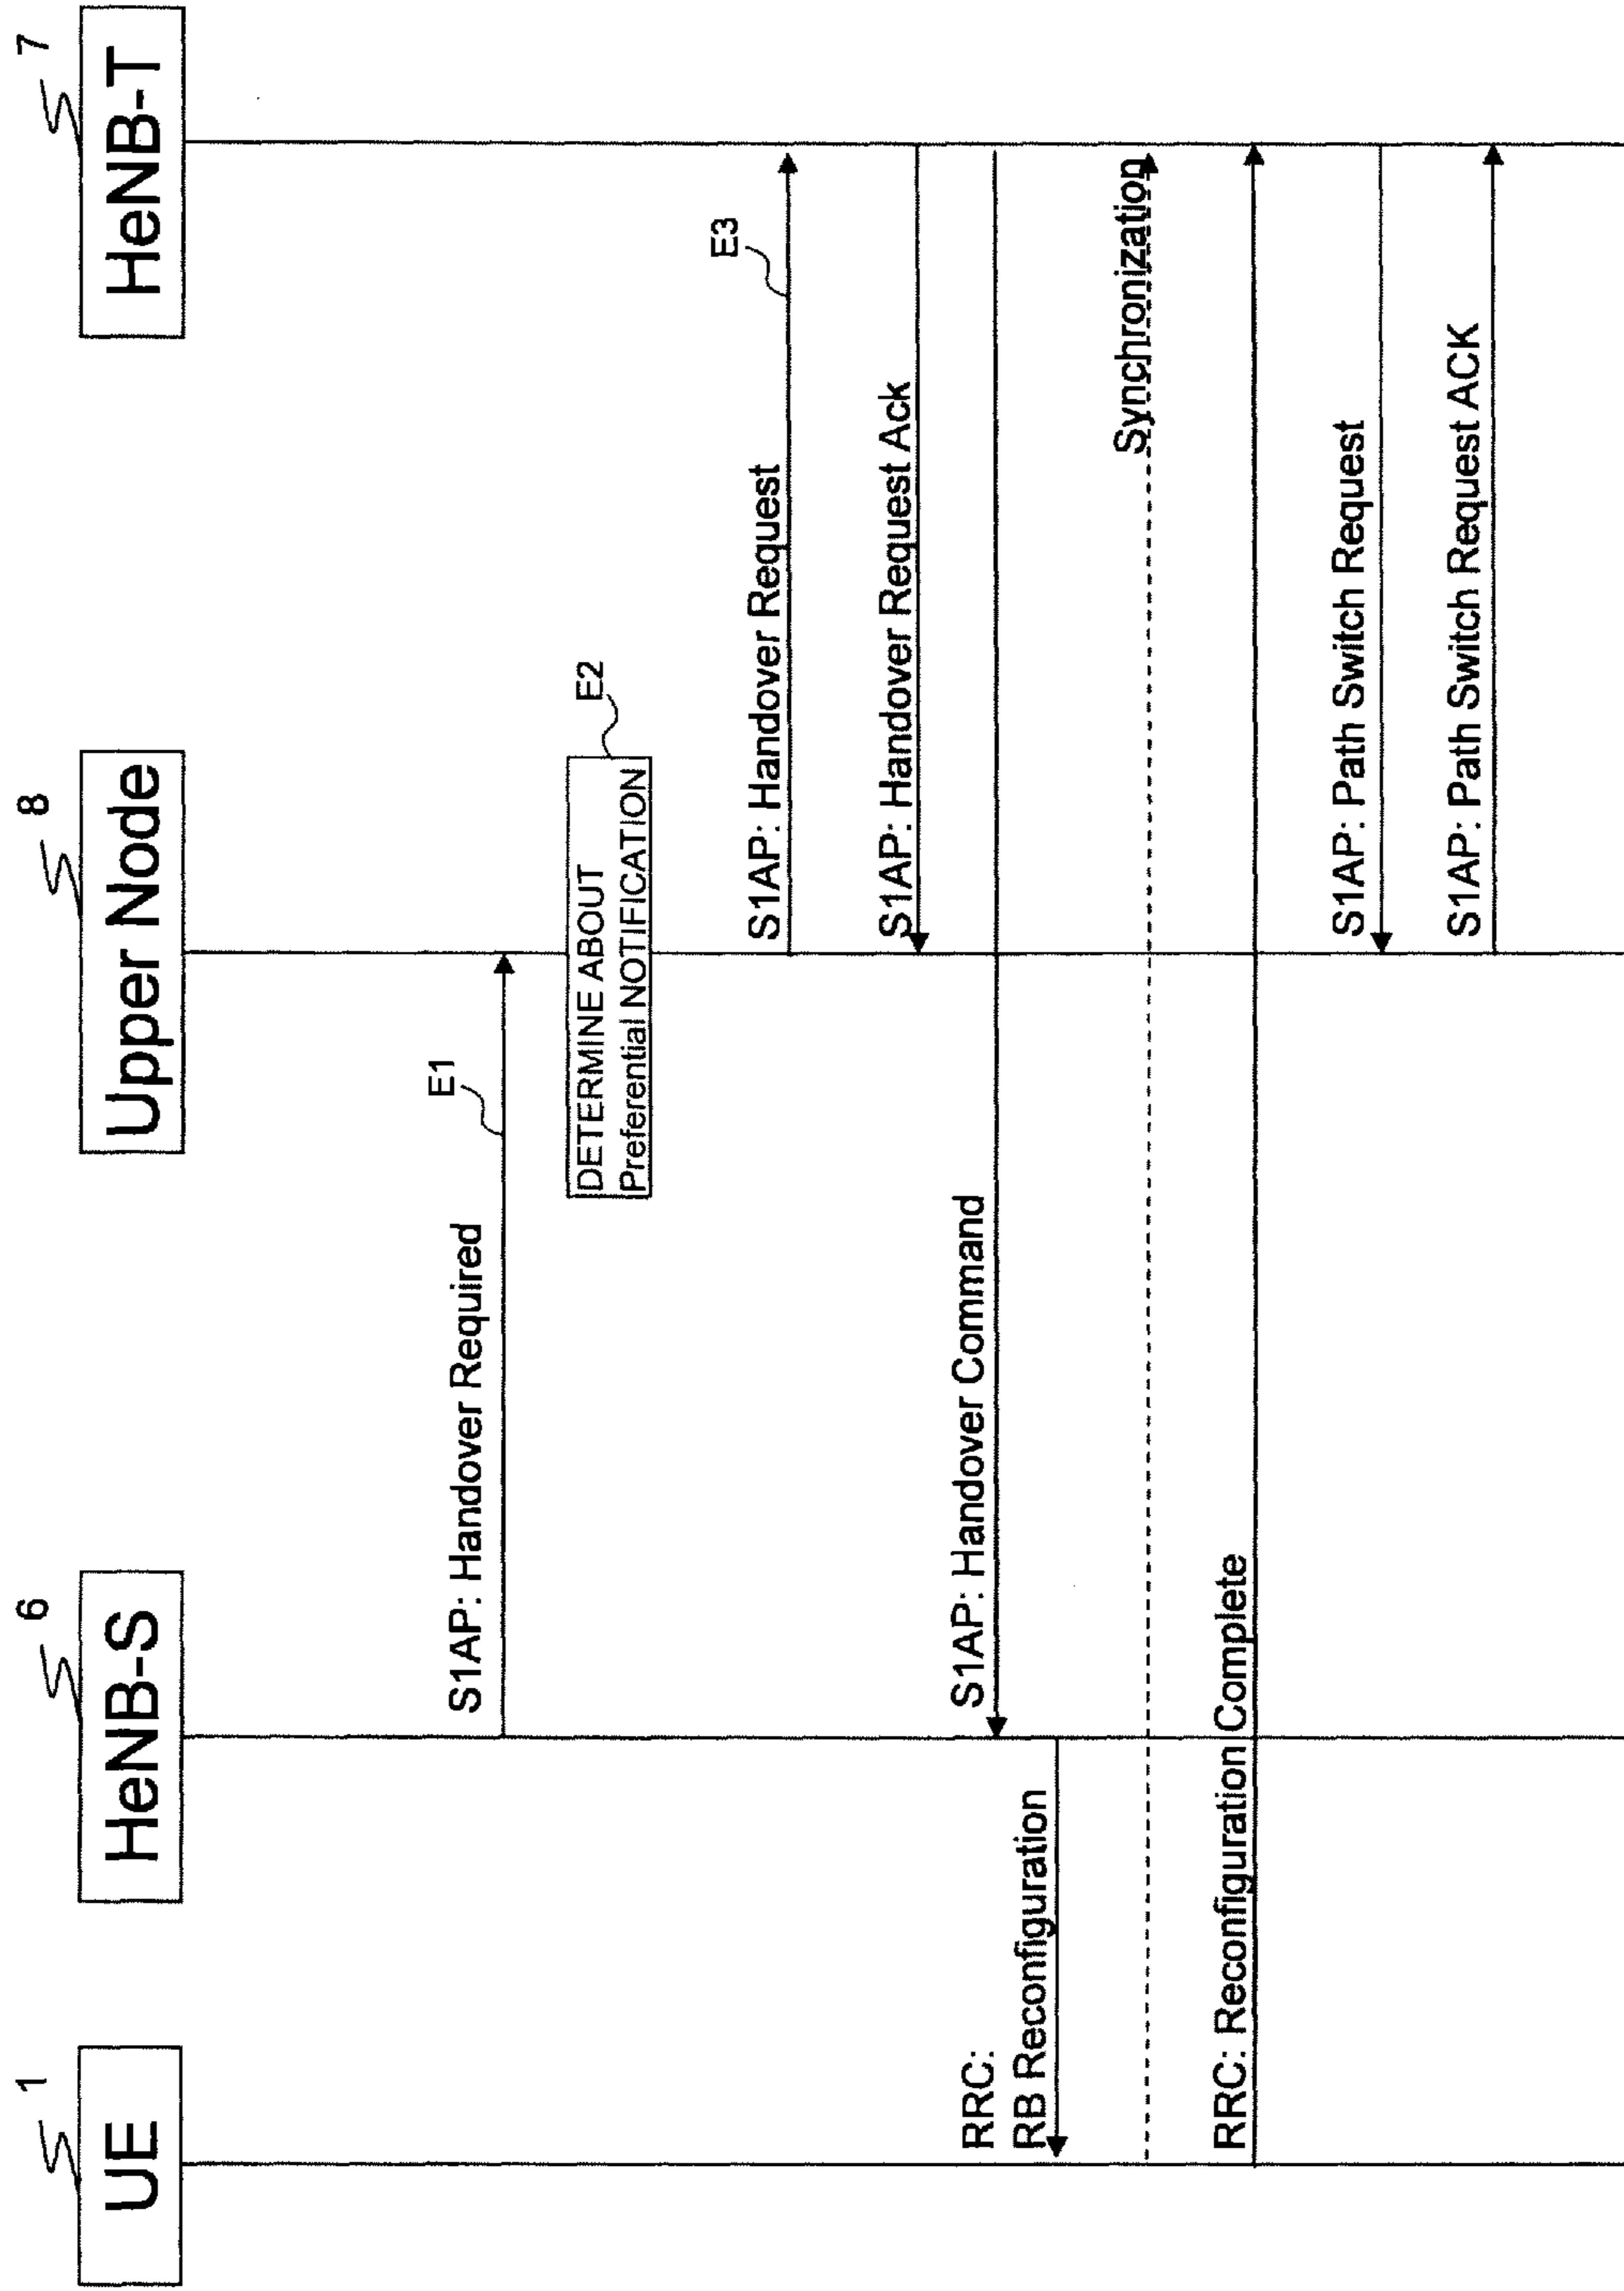 1
UE
6
HeNB-S
8
Upper Node
7
HeNB-T
S1AP: Handover Required
E1
DETERMINE ABOUT
Preferential NOTIFICATION
E2
S1AP: Handover Request
E3
S1AP: Handover Request Ack
S1AP: Handover Command
RRC:
RB Reconfiguration
Synchronization
RRC: Reconfiguration Complete
S1AP: Path Switch Request
S1AP: Path Switch Request ACK